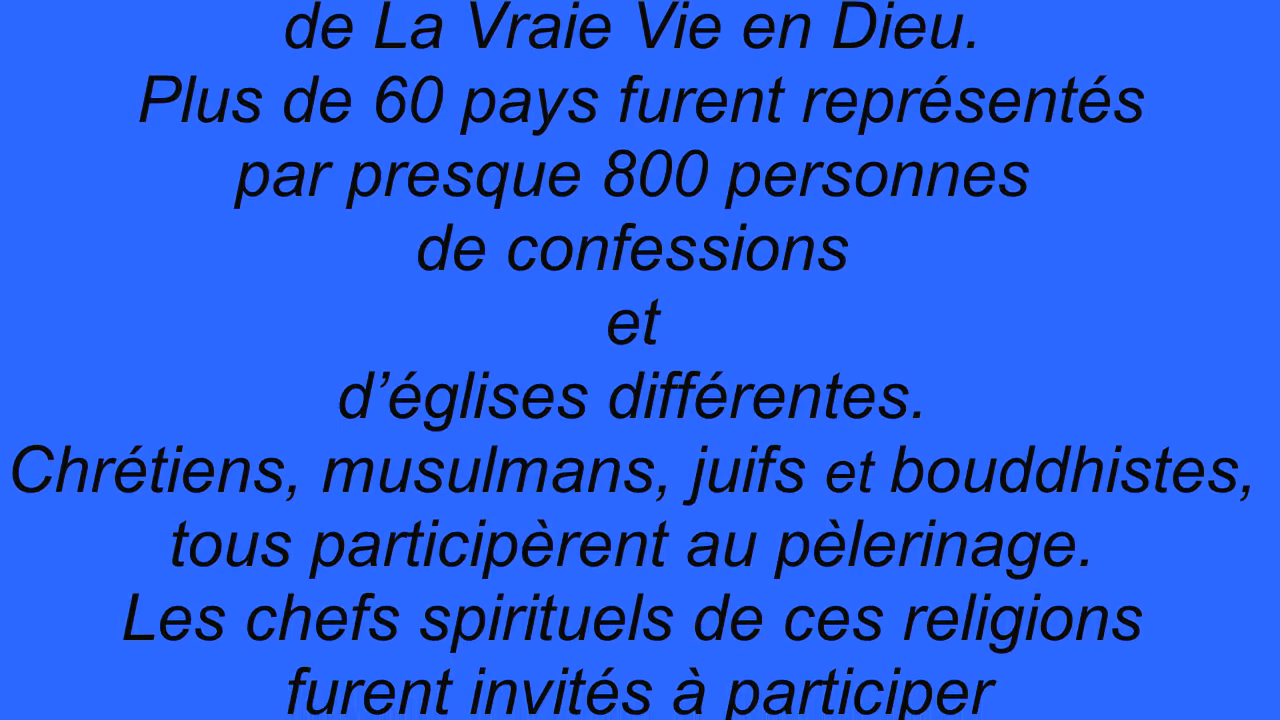 de La Vraie Vie en Dieu.
Plus de 60 pays furent représentés
par presque 800 personnes
de confessions
et
d’églises différentes.
Chrétiens, musulmans, juifs et bouddhistes,
tous participèrent au pèlerinage.
Les chefs spirituels de ces religions
furent invités à participer